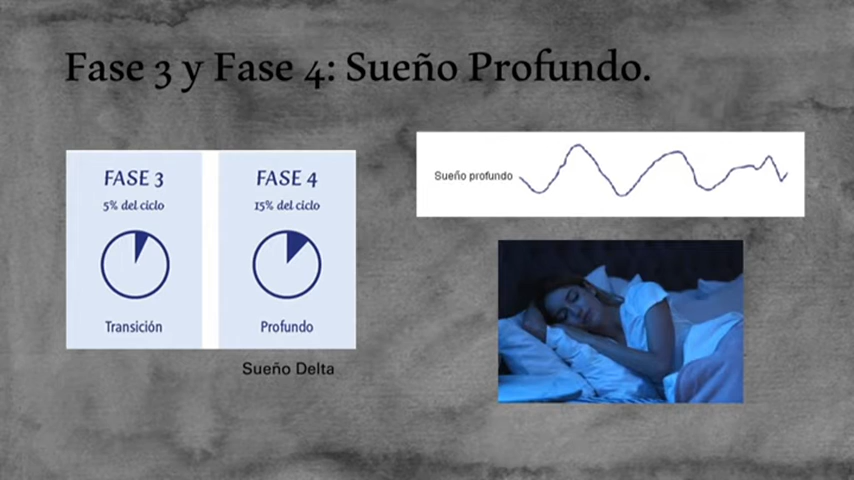 Fase 3 y Fase 4: Sueño Profundo.
FASE 3
5% del ciclo
Transición
FASE 4
15% del ciclo
Profundo
Sueño Delta
Sueño profundo